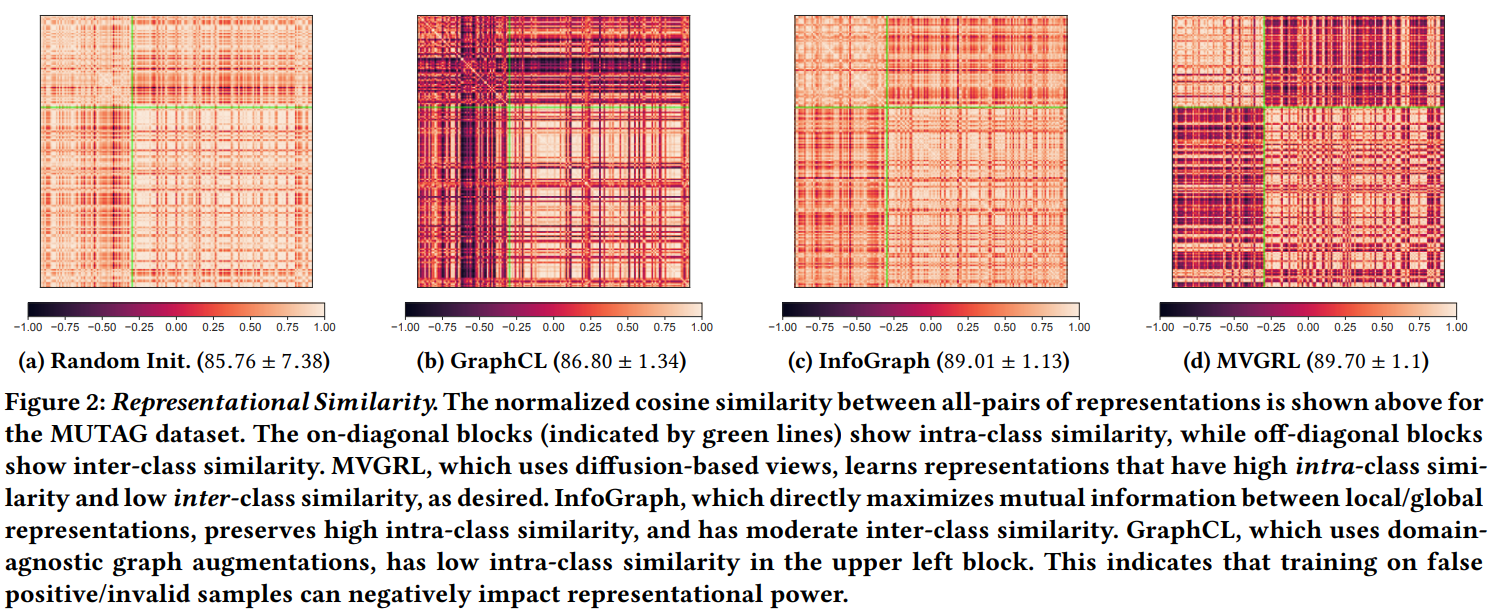 −1.00 −0.75 −0.50 −0.25 0.00 0.25 0.50 0.75 1.00
−1.00 −0.75 −0.50 −0.25 0.00 0.25 0.50 0.75 1.00
−1.00 −0.75 −0.50 −0.25 0.00 0.25 0.50 0.75 1.00
−1.00 −0.75 −0.50 −0.25 0.00 0.25 0.50 0.75 1.00
(a) Random Init. (85.76 ± 7.38)
(b) GraphCL (86.80 ± 1.34)
(c) InfoGraph (89.01 ± 1.13)
(d) MVGRL (89.70 ± 1.1)
Figure 2: Representational Similarity. The normalized cosine similarity between all-pairs of representations is shown above for
the MUTAG dataset. The on-diagonal blocks (indicated by green lines) show intra-class similarity, while off-diagonal blocks
show inter-class similarity. MVGRL, which uses diffusion-based views, learns representations that have high intra-class simi-
larity and low inter-class similarity, as desired. InfoGraph, which directly maximizes mutual information between local/global
representations, preserves high intra-class similarity, and has moderate inter-class similarity. GraphCL, which uses domain-
agnostic graph augmentations, has low intra-class similarity in the upper left block. This indicates that training on false
positive/invalid samples can negatively impact representational power.